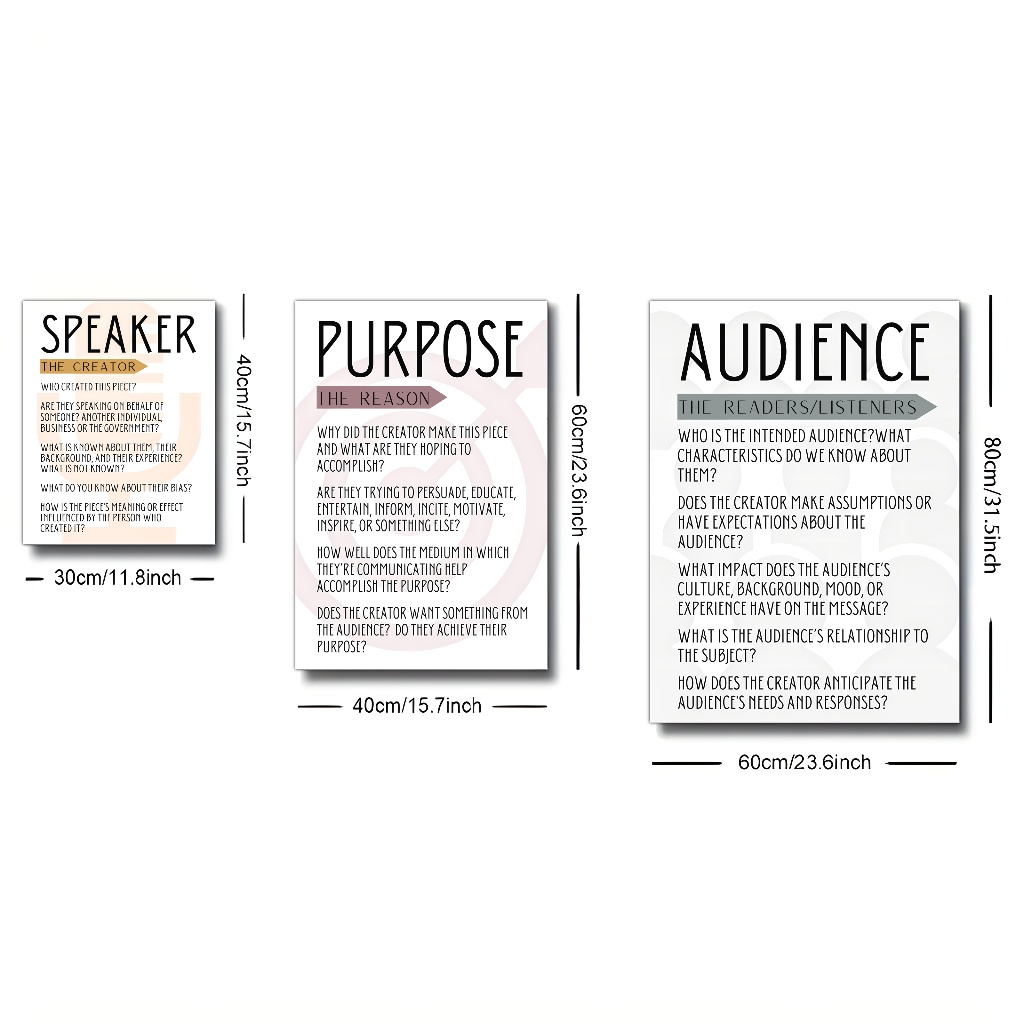 SPEAKER
THE CREATOR
WHO CREATED THIS PIECE?
ARE THEY SPEAKING ON BEHALF OF
SOMEONE? ANOTHER INDIVIDUAL,
BUSINESS OR THE GOVERNMENT?
WHAT IS KNOWN ABOUT THEM, THEIR
BACKGROUND, AND THEIR EXPERIENCE?
WHAT IS NOT KNOWN?
WHAT DO YOU KNOW ABOUT THEIR BIAS?
HOW IS THE PIECE'S MEANING OR EFFECT
INFLUENCED BY THE PERSON WHO
CREATED IT?
40cm/15.7inch
30cm/11.8inch
PURPOSE
THE REASON
WHY DID THE CREATOR MAKE THIS PIECE
AND WHAT ARE THEY HOPING TO
ACCOMPLISH?
ARE THEY TRYING TO PERSUADE, EDUCATE,
ENTERTAIN, INFORM, INCITE, MOTIVATE,
INSPIRE, OR SOMETHING ELSE?
HOW WELL DOES THE MEDIUM IN WHICH
THEY'RE COMMUNICATING HELP
ACCOMPLISH THE PURPOSE?
DOES THE CREATOR WANT SOMETHING FROM
THE AUDIENCE? DO THEY ACHIEVE THEIR
PURPOSE?
60cm/23.6inch
40cm/15.7inch
AUDIENCE
THE READERS/LISTENERS
WHO IS THE INTENDED AUDIENCE?WHAT
CHARACTERISTICS DO WE KNOW ABOUT
THEM?
DOES THE CREATOR MAKE ASSUMPTIONS OR
HAVE EXPECTATIONS ABOUT THE
AUDIENCE?
WHAT IMPACT DOES THE AUDIENCE'S
CULTURE, BACKGROUND, MOOD, OR
EXPERIENCE HAVE ON THE MESSAGE?
WHAT IS THE AUDIENCE'S RELATIONSHIP TO
THE SUBJECT?
HOW DOES THE CREATOR ANTICIPATE THE
AUDIENCE'S NEEDS AND RESPONSES?
80cm/31.5inch
60cm/23.6inch